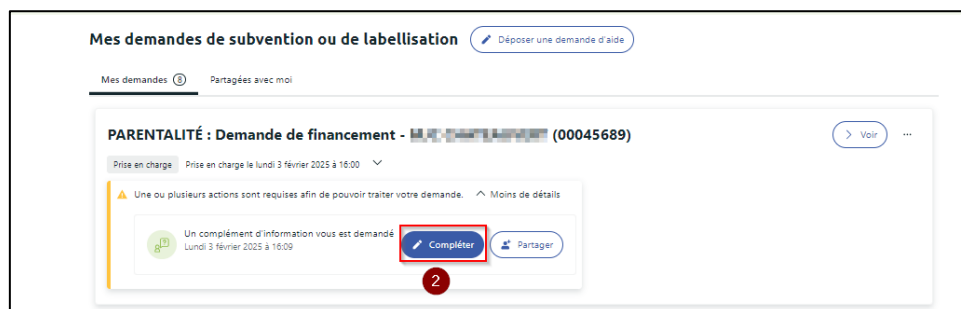 Mes demandes de subvention ou de labellisation Déposer une demande d'aide
Mes demandes 8 Partagées avec moi
PARENTALITÉ : Demande de financement - (00045689) Voir ...
Prise en charge Prise en charge le lundi 3 février 2025 à 16:00
Une ou plusieurs actions sont requises afin de pouvoir traiter votre demande. Moins de détails
Un complément d'information vous est demandé
Lundi 3 février 2025 à 16:09
Compléter Partager
2